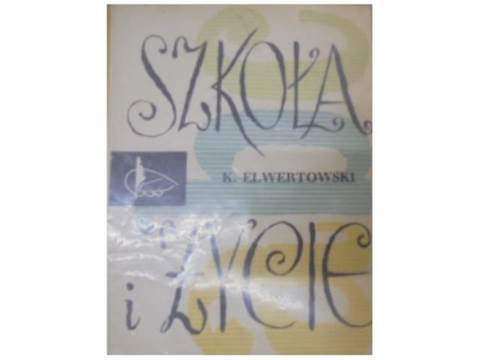 SZKOŁA
K. ELWERTOWSKI
i ŻYCIE